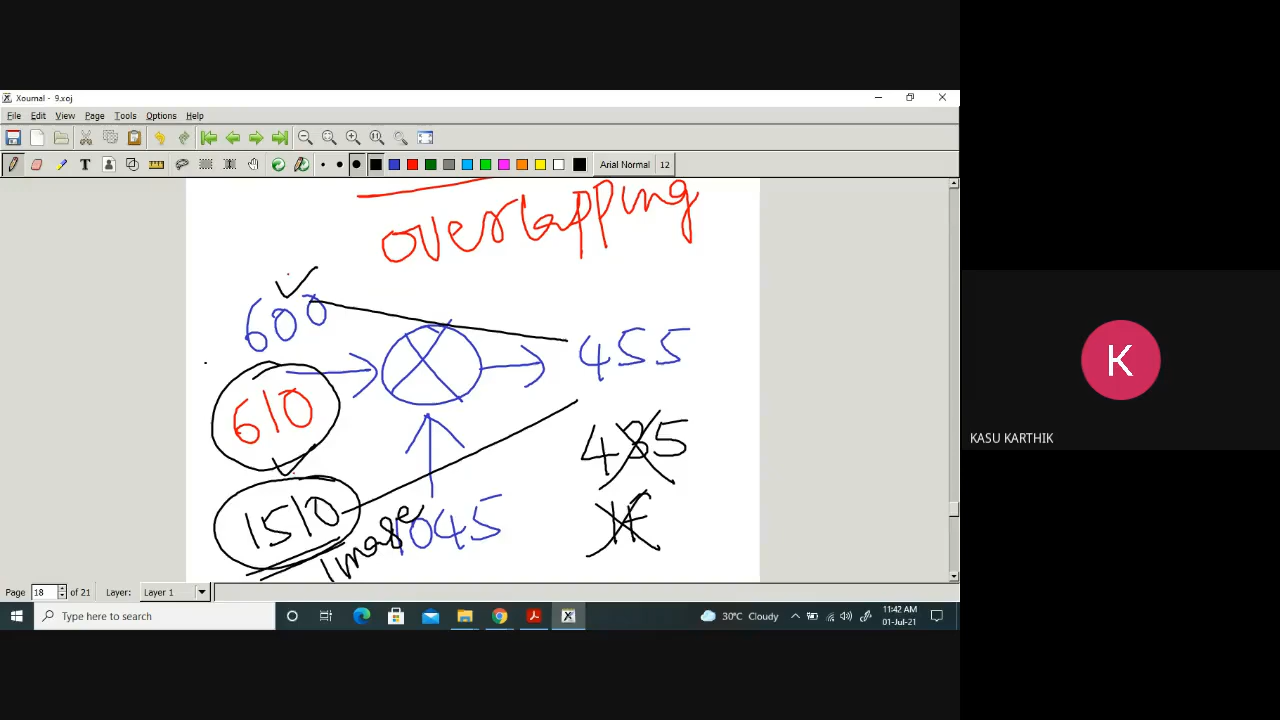 Xournal - 9.xoj
File Edit View Page Tools Options Help
Arial Normal 12
overlapping
600
455
610
485
1510
1045
Image
Page 18 of 21 Layer: Layer 1
Type here to search
30°C Cloudy
11:42 AM
01-Jul-21
K
KASU KARTHIK